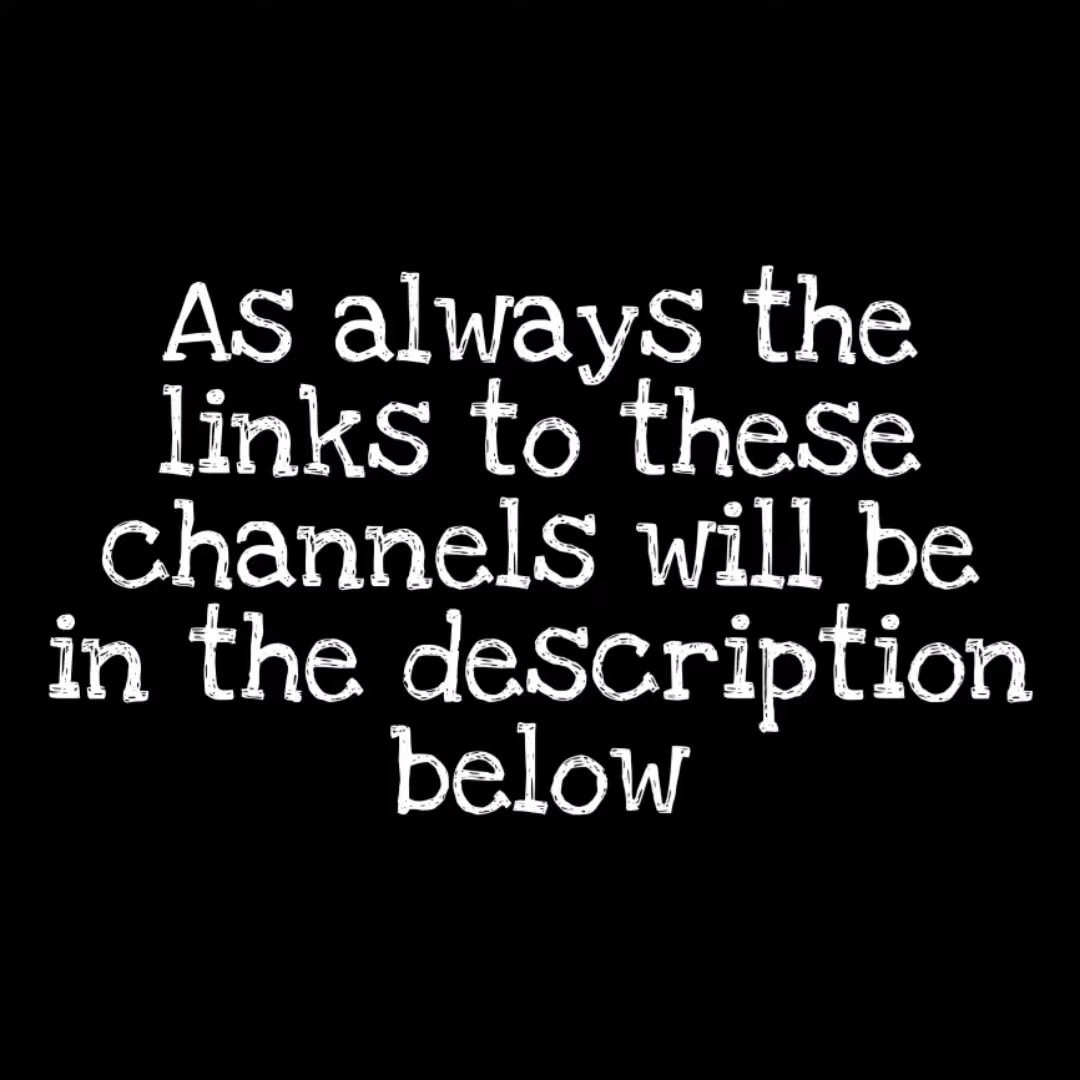 As always the
links to these
channels will be
in the description
below